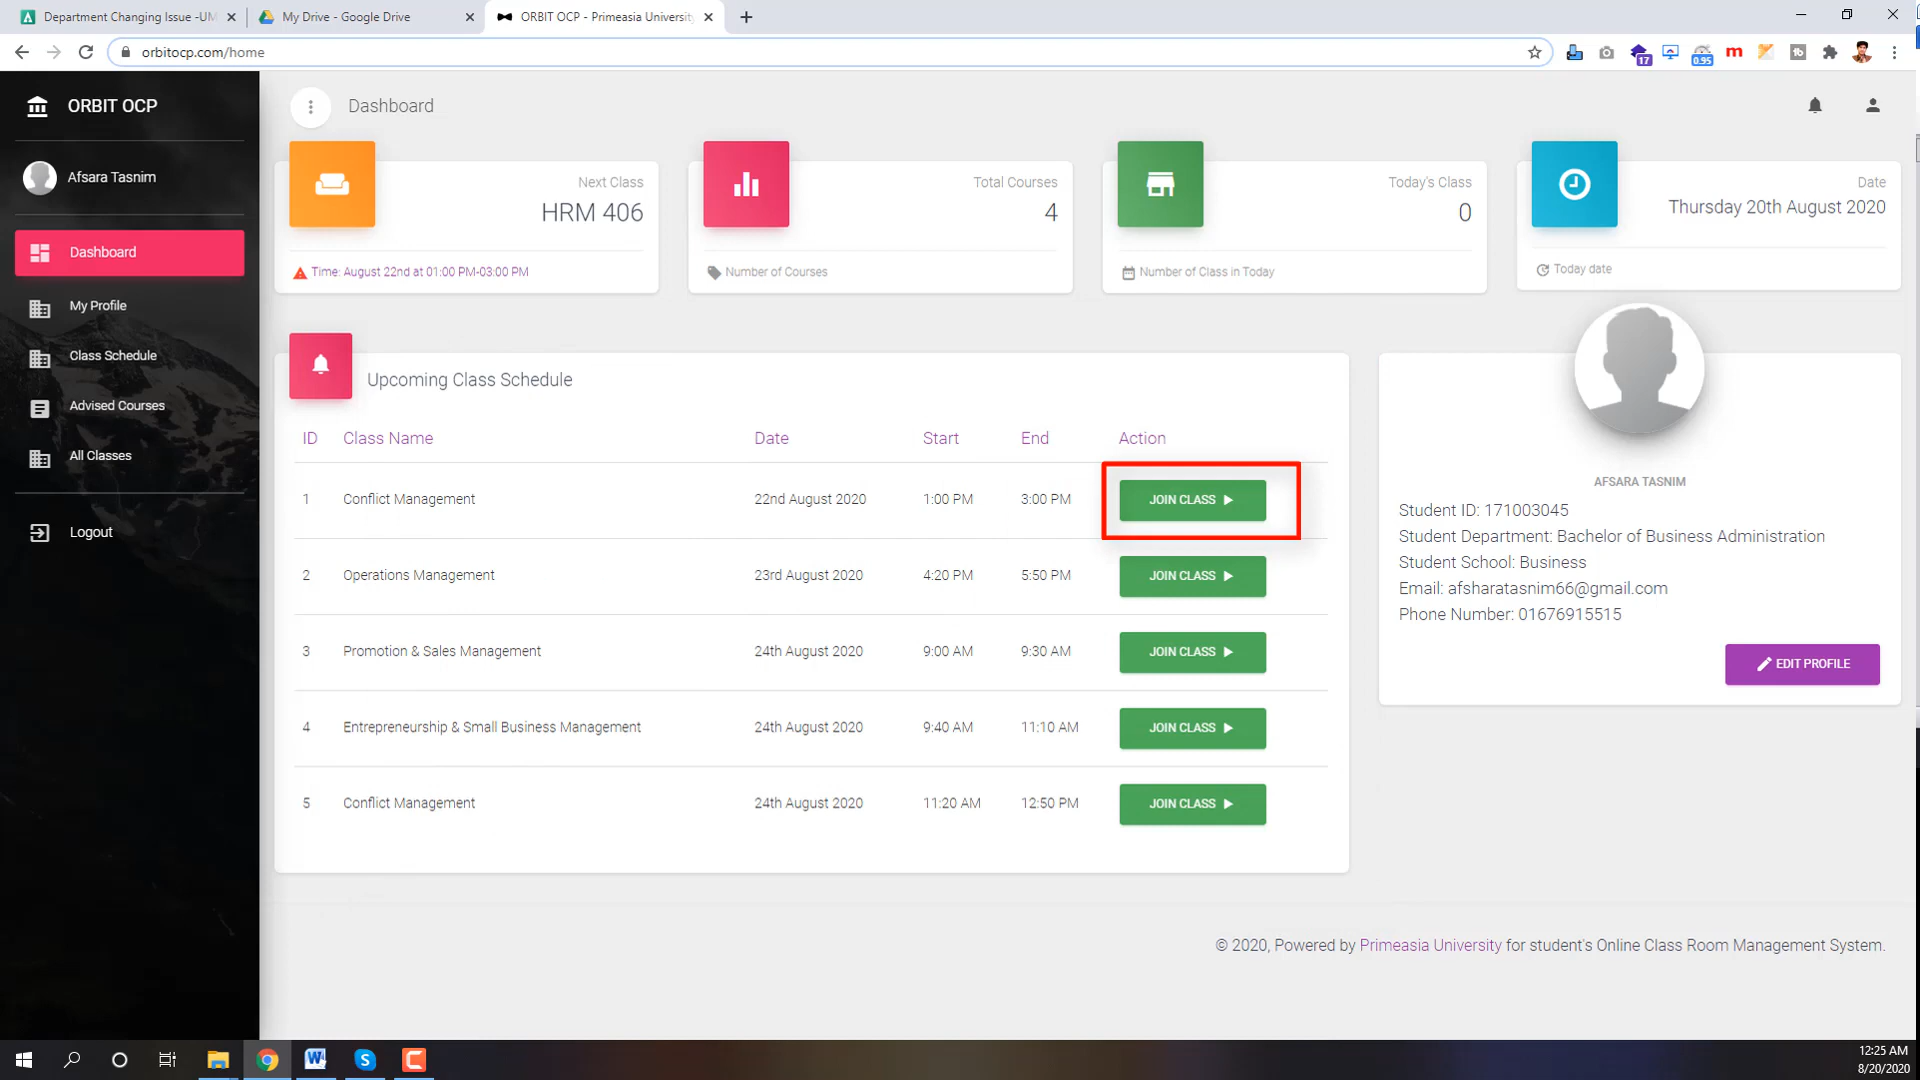 Department Changing Issue -UM
My Drive - Google Drive
ORBIT OCP - Primeasia University
orbitocp.com/home
17
0.95
m
ORBIT OCP
Dashboard
Afsara Tasnim
Dashboard
My Profile
Class Schedule
Advised Courses
All Classes
Logout
Next Class
HRM 406
Time: August 22nd at 01:00 PM-03:00 PM
Total Courses
4
Number of Courses
Today's Class
0
Number of Class in Today
Date
Thursday 20th August 2020
Today date
Upcoming Class Schedule
ID Class Name Date Start End Action
1 Conflict Management 22nd August 2020 1:00 PM 3:00 PM JOIN CLASS
2 Operations Management 23rd August 2020 4:20 PM 5:50 PM JOIN CLASS
3 Promotion & Sales Management 24th August 2020 9:00 AM 9:30 AM JOIN CLASS
4 Entrepreneurship & Small Business Management 24th August 2020 9:40 AM 11:10 AM JOIN CLASS
5 Conflict Management 24th August 2020 11:20 AM 12:50 PM JOIN CLASS
AFSARA TASNIM
Student ID: 171003045
Student Department: Bachelor of Business Administration
Student School: Business
Email: afsharatasnim66@gmail.com
Phone Number: 01676915515
EDIT PROFILE
© 2020, Powered by Primeasia University for student's Online Class Room Management System.
12:25 AM
8/20/2020